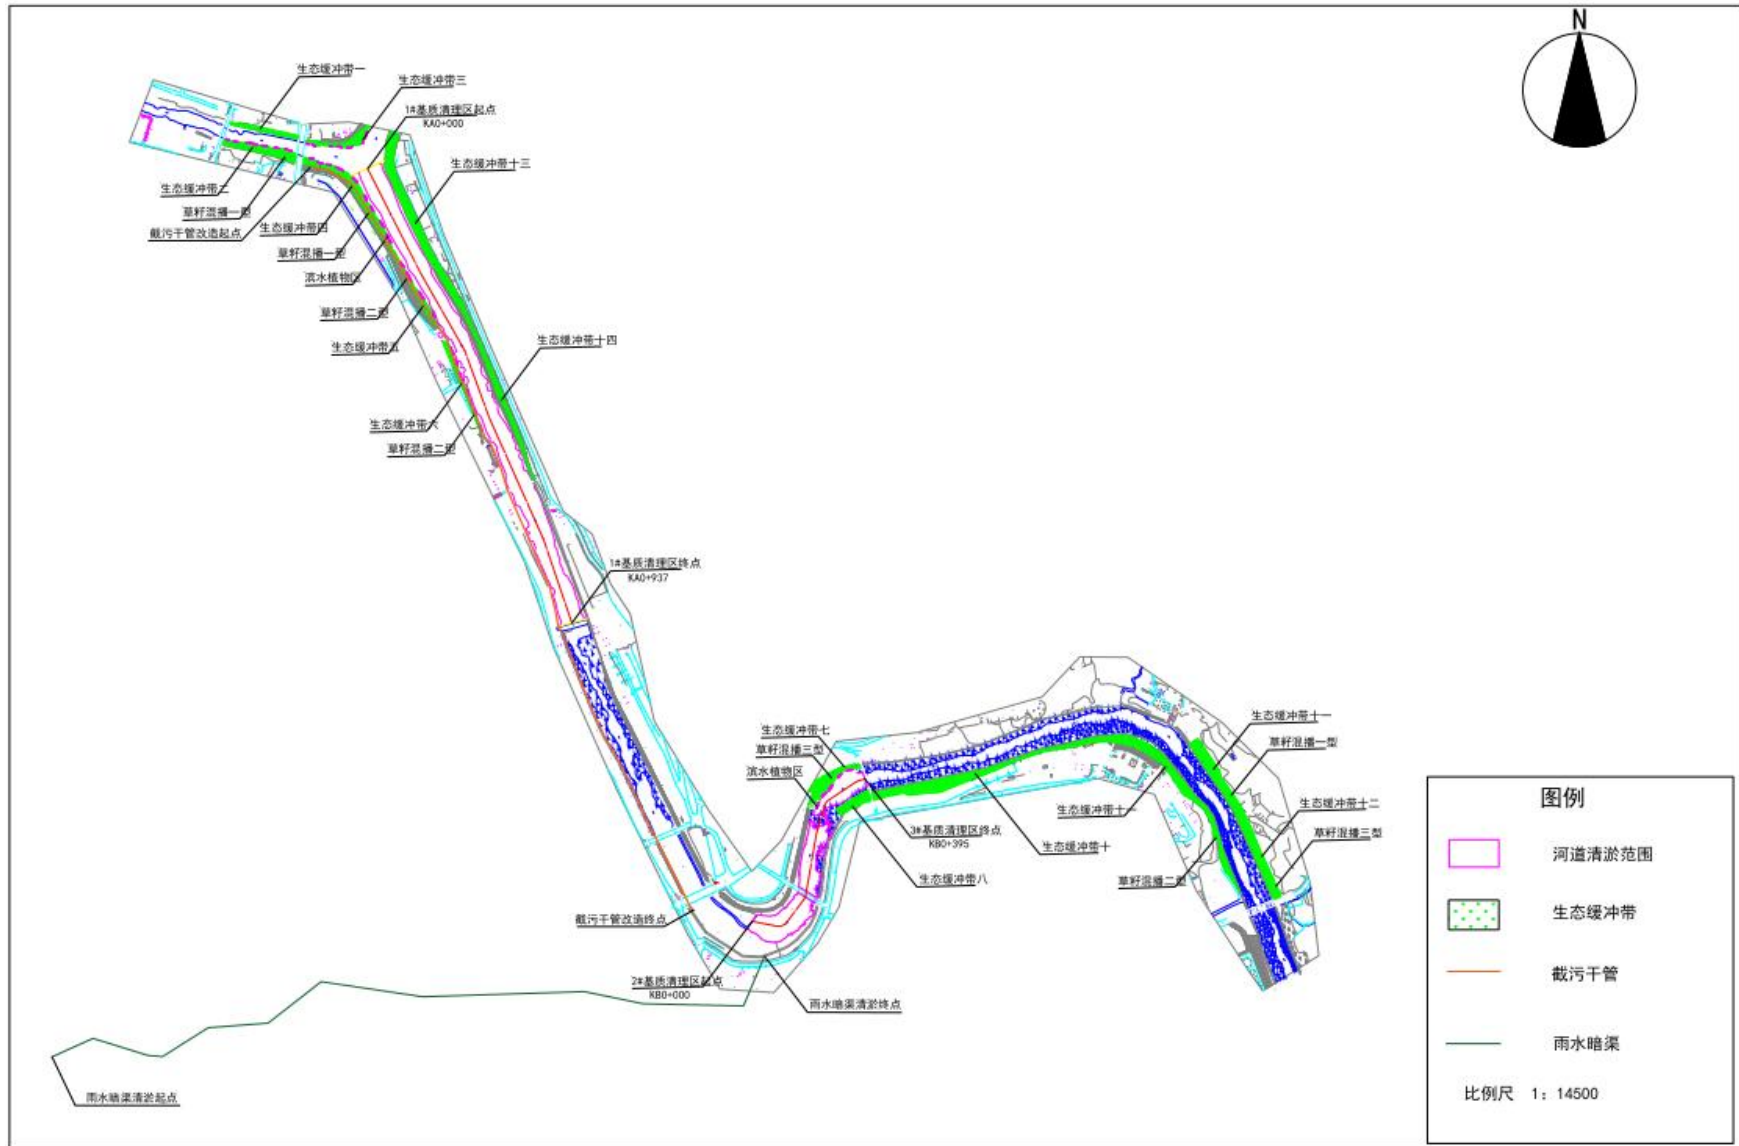 N
生态缓冲带一
生态缓冲带三
1#基质清理区起点
KA0+000
生态缓冲带十三
生态缓冲带二
草籽混播一型
截污干管改造起点
生态缓冲带四
草籽混播一型
滨水植物区
草籽混播二型
生态缓冲带五
生态缓冲带十四
生态缓冲带六
草籽混播二型
1#基质清理区终点
KA0+937
生态缓冲带七
草籽混播三型
滨水植物区
生态缓冲带十一
草籽混播一型
生态缓冲带十一
生态缓冲带十二
3#基质清理区终点
KB0+395
草籽混播三型
生态缓冲带十
生态缓冲带八
草籽混播二型
截污干管改造终点
2#基质清理区起点
KB0+000
雨水暗渠清淤终点
雨水暗渠清淤起点
图例
河道清淤范围
生态缓冲带
截污干管
雨水暗渠
比例尺 1：14500